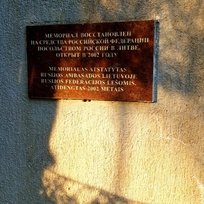 МЕМОРИАЛ ВОССТАНОВЛЕН
НА СРЕДСТВА РОССИЙСКОЙ ФЕДЕРАЦИИ
ПОСОЛЬСТВОМ РОССИИ В ЛИТВЕ,
ОТКРЫТ В 2002 ГОДУ
MEMORIALAS ATSTATYTAS
RUSIJOS AMBASADOS LIETUVOJE
RUSIJOS FEDERACIJOS LĖŠOMIS,
ATIDENGTAS 2002 METAIS